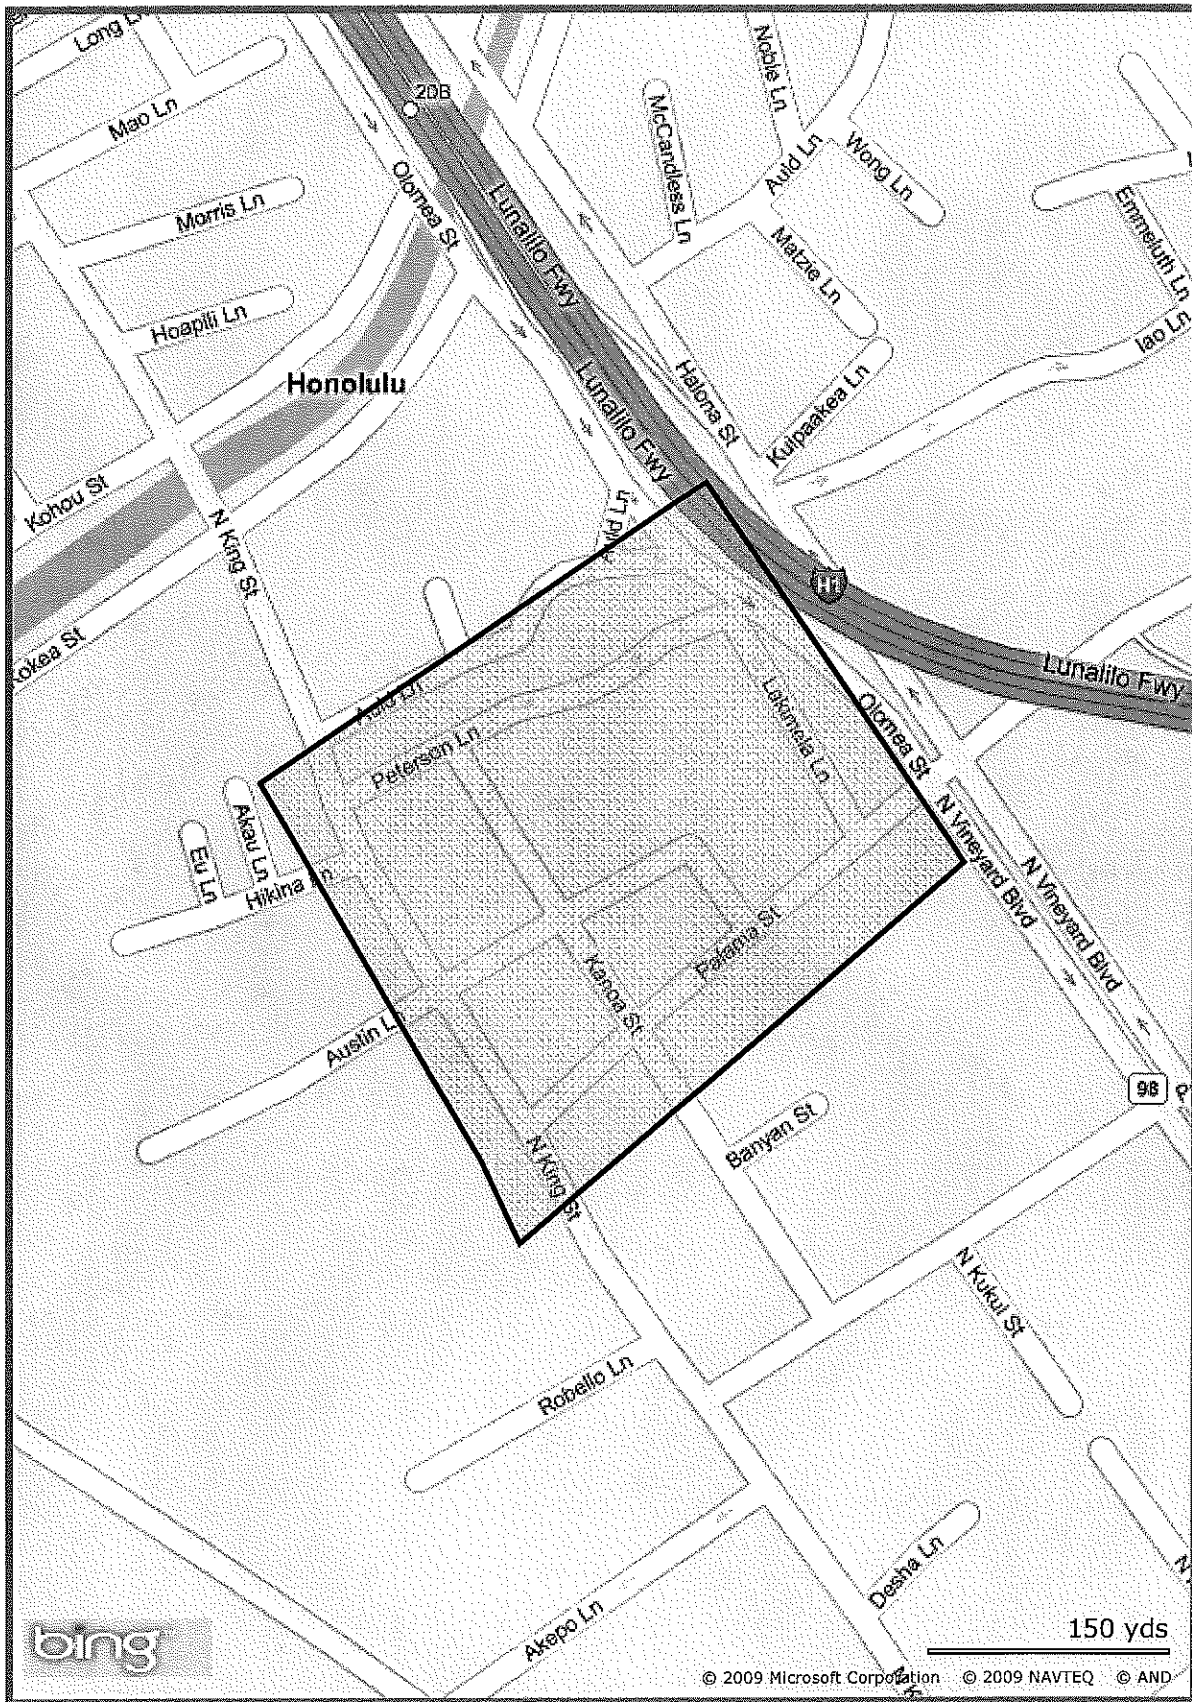 Long Ln
20B
Noble Ln
Mao Ln
McCandless Ln
Auld Ln
Wong Ln
Olomea St
Lunalilo Fwy
Morris Ln
Emmeluth Ln
Matzie Ln
Hoapili Ln
Iao Ln
Honolulu
Halona St
Lunalilo Fwy
Kuipaakea Ln
Kohou St
N King St
Auld Ln
H1
Kokea St
Lunalilo Fwy
Auld Ln
Lolomela Ln
Olomea St
Peterson Ln
Akau Ln
Eu Ln
Hikina Ln
N Vineyard Blvd
N Vineyard Blvd
Palama St
Kanoa St
Austin Ln
98
Banyan St
N King St
N Kukui St
Robello Ln
Desha Ln
Akepo Ln
bing
150 yds
© 2009 Microsoft Corporation © 2009 NAVTEQ © AND